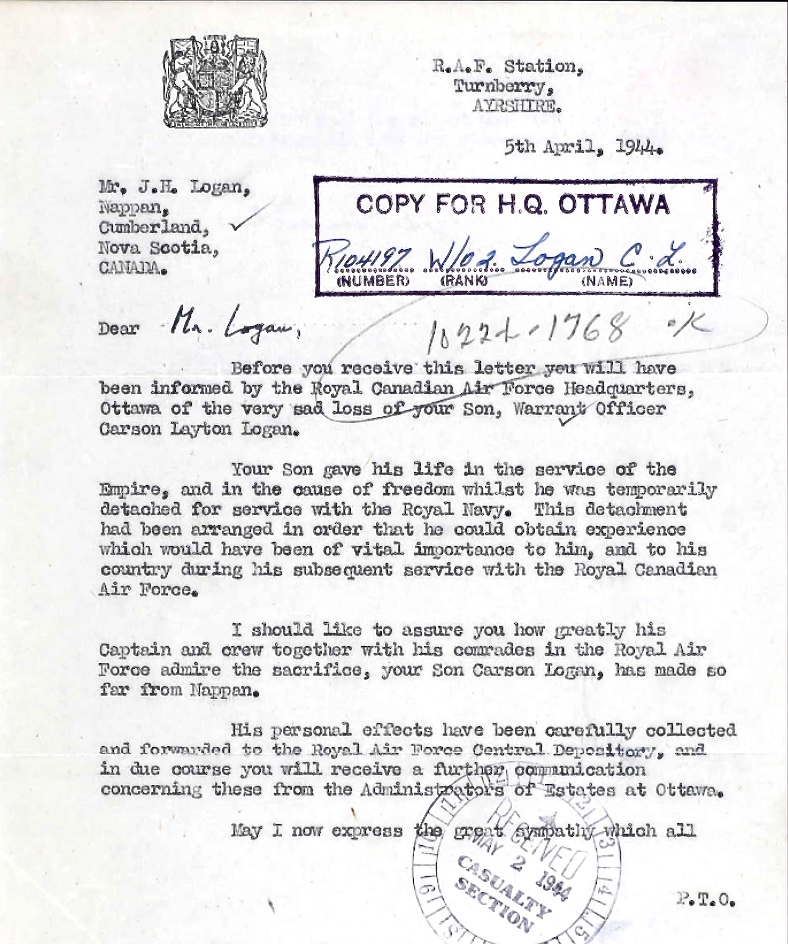 R.A.F. Station,
Turnberry,
AYRSHIRE.
5th April, 1944.
Mr. J.H. Logan,
Nappan,
Cumberland,
Nova Scotia,
CANADA.
COPY FOR H.Q. OTTAWA
R104197 W/O2. Logan C.L.
(NUMBER) (RANK) (NAME)
Dear Mr. Logan,
1022-L-1768 OK
Before you receive this letter you will have
been informed by the Royal Canadian Air Force Headquarters,
Ottawa of the very sad loss of your Son, Warrant Officer
Carson Layton Logan.
Your Son gave his life in the service of the
Empire, and in the cause of freedom whilst he was temporarily
detached for service with the Royal Navy. This detachment
had been arranged in order that he could obtain experience
which would have been of vital importance to him, and to his
country during his subsequent service with the Royal Canadian
Air Force.
I should like to assure you how greatly his
Captain and crew together with his comrades in the Royal Air
Force admire the sacrifice, your Son Carson Logan, has made so
far from Nappan.
His personal effects have been carefully collected
and forwarded to the Royal Air Force Central Depository, and
in due course you will receive a further communication
concerning these from the Administrators of Estates at Ottawa.
May I now express the great sympathy which all
RECEIVED
MAY 2 1944
CASUALTY
SECTION
P.T.O.